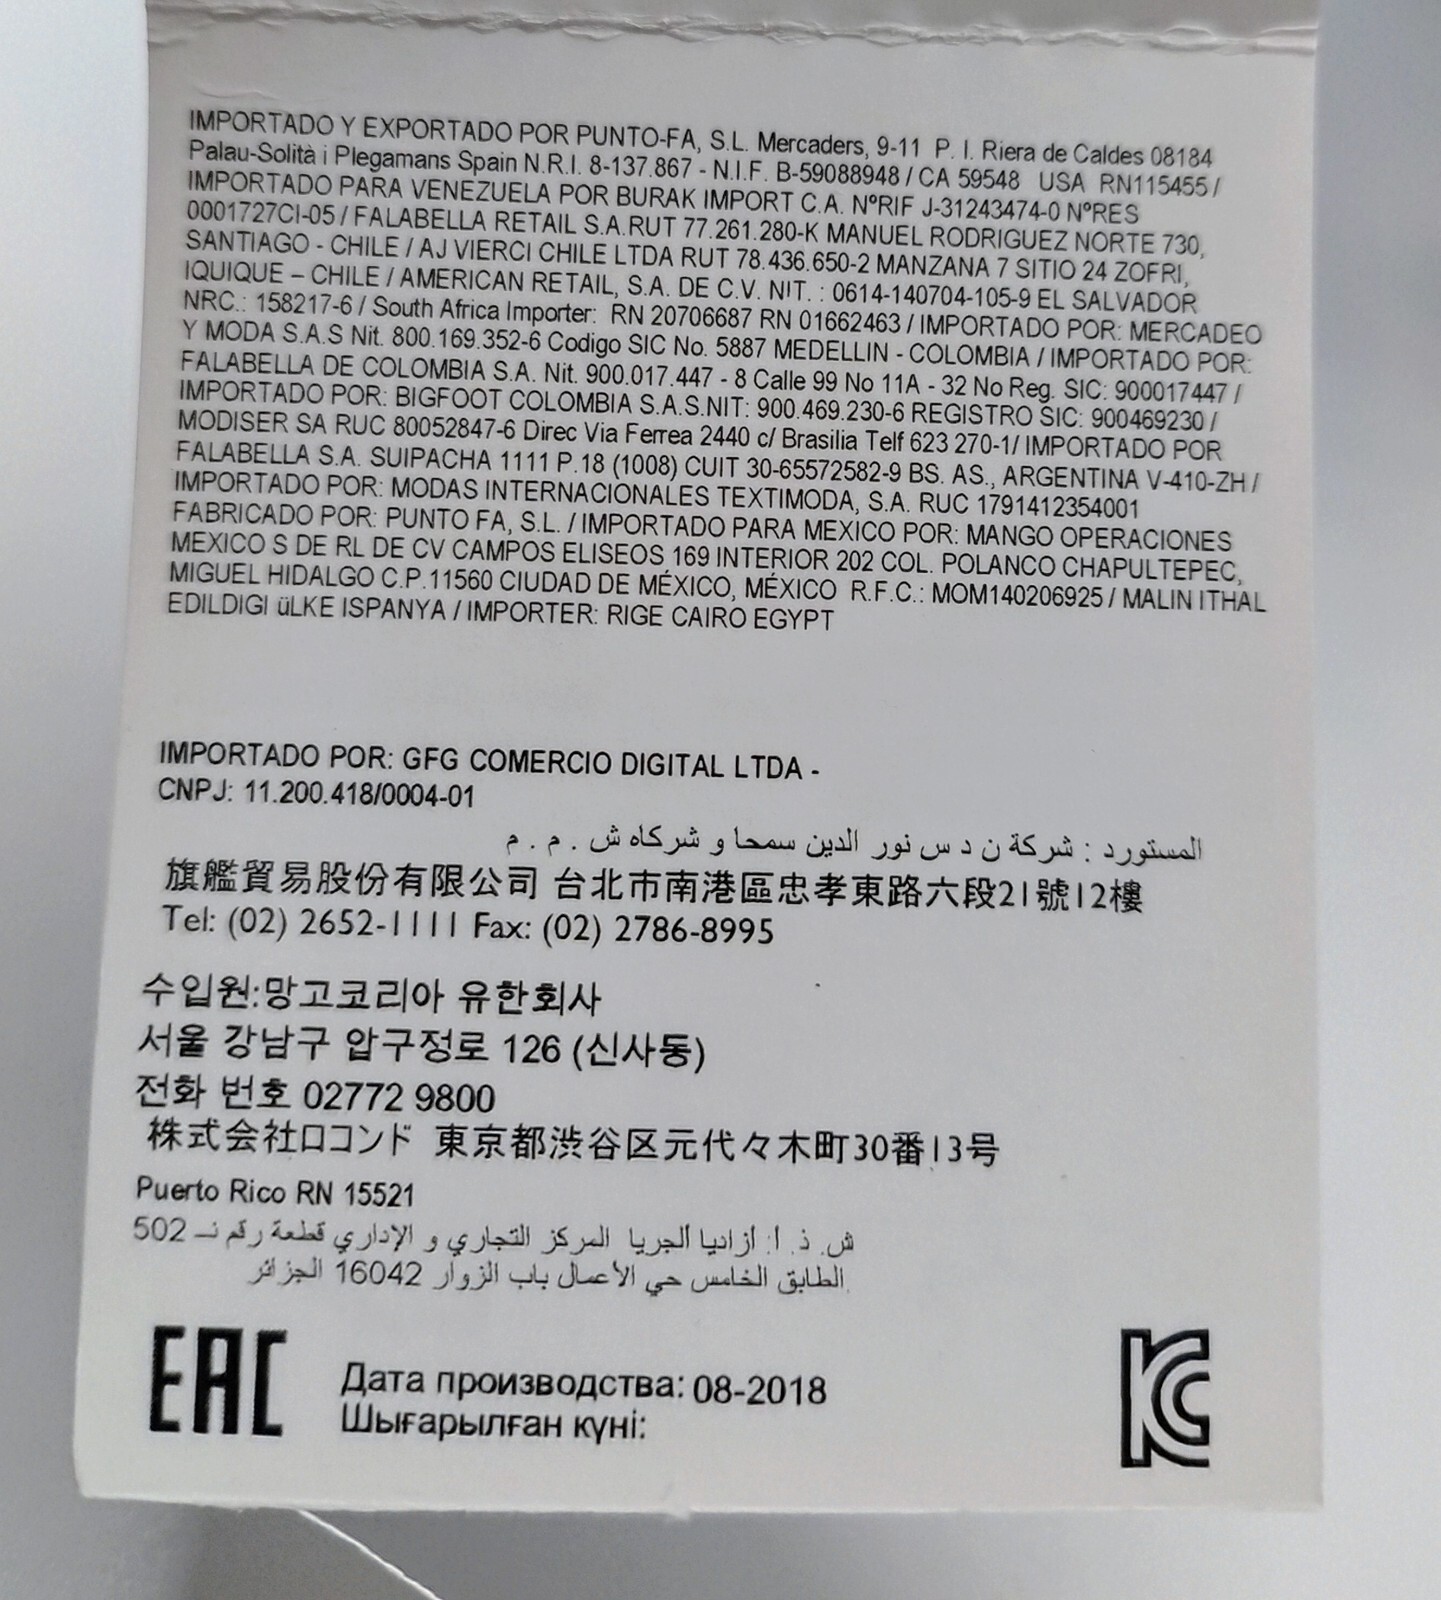 IMPORTADO Y EXPORTADO POR PUNTO-FA, S.L. Mercaders, 9-11 P. I. Riera de Caldes 08184
Palau-Solità i Plegamans Spain N.R.I. 8-137.867 - N.I.F. B-59088948 / CA 59548 USA RN115455 /
IMPORTADO PARA VENEZUELA POR BURAK IMPORT C.A. NºRIF J-31243474-0 NºRES
0001727CI-05 / FALABELLA RETAIL S.A.RUT 77.261.280-K MANUEL RODRIGUEZ NORTE 730,
SANTIAGO - CHILE / AJ VIERCI CHILE LTDA RUT 78.436.650-2 MANZANA 7 SITIO 24 ZOFRI,
IQUIQUE – CHILE / AMERICAN RETAIL, S.A. DE C.V. NIT. : 0614-140704-105-9 EL SALVADOR
NRC.: 158217-6 / South Africa Importer: RN 20706687 RN 01662463 / IMPORTADO POR: MERCADEO
Y MODA S.A.S Nit. 800.169.352-6 Codigo SIC No. 5887 MEDELLIN - COLOMBIA / IMPORTADO POR:
FALABELLA DE COLOMBIA S.A. Nit. 900.017.447 - 8 Calle 99 No 11A - 32 No Reg. SIC: 900017447 /
IMPORTADO POR: BIGFOOT COLOMBIA S.A.S.NIT: 900.469.230-6 REGISTRO SIC: 900469230 /
MODISER SA RUC 80052847-6 Direc Via Ferrea 2440 c/ Brasilia Telf 623 270-1/ IMPORTADO POR
FALABELLA S.A. SUIPACHA 1111 P.18 (1008) CUIT 30-65572582-9 BS. AS., ARGENTINA V-410-ZH /
IMPORTADO POR: MODAS INTERNACIONALES TEXTIMODA, S.A. RUC 1791412354001
FABRICADO POR: PUNTO FA, S.L. / IMPORTADO PARA MEXICO POR: MANGO OPERACIONES
MEXICO S DE RL DE CV CAMPOS ELISEOS 169 INTERIOR 202 COL. POLANCO CHAPULTEPEC,
MIGUEL HIDALGO C.P.11560 CIUDAD DE MÉXICO, MÉXICO R.F.C.: MOM140206925 / MALIN ITHAL
EDILDIGI üLKE ISPANYA / IMPORTER: RIGE CAIRO EGYPT
IMPORTADO POR: GFG COMERCIO DIGITAL LTDA -
CNPJ: 11.200.418/0004-01
المستورد : شركة ن د س نور الدين سمحا و شركاه ش . م . م
旗艦貿易股份有限公司 台北市南港區忠孝東路六段21號12樓
Tel: (02) 2652-1111 Fax: (02) 2786-8995
수입원:망고코리아 유한회사
서울 강남구 압구정로 126 (신사동)
전화 번호 02772 9800
株式会社ロコンド 東京都渋谷区元代々木町30番13号
Puerto Rico RN 15521
ش. ذ. أ: أزاديا الجريا المركز التجاري و الإداري قطعة رقم نـ 502
الطابق الخامس حي الأعمال باب الزوار 16042 الجزائر
EAC
Дата производства: 08-2018
Шығарылған күні:
KC